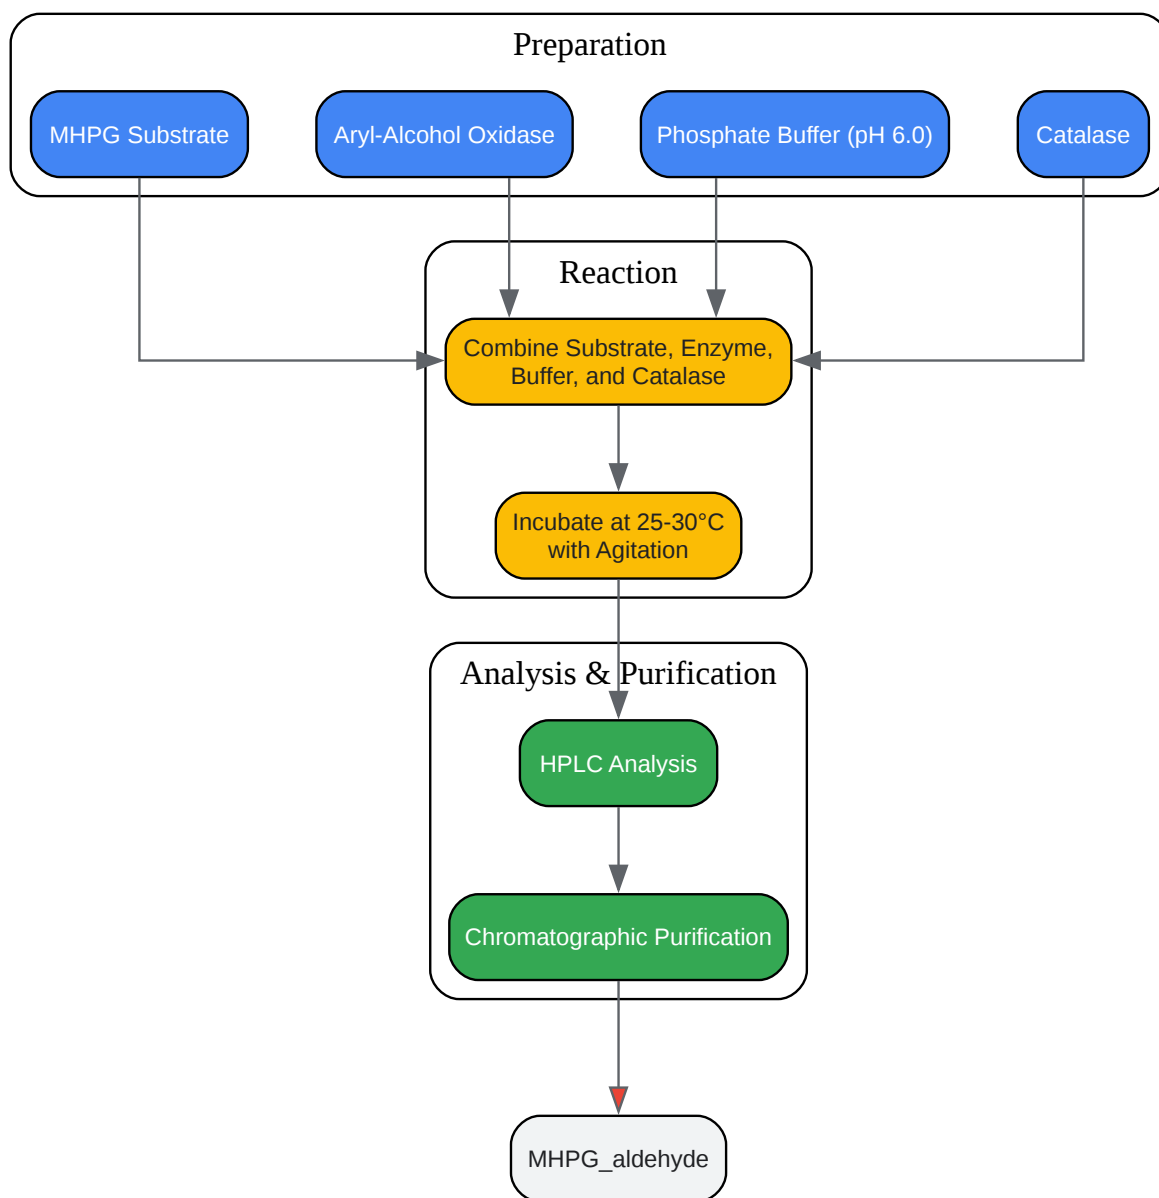 Preparation
MHPG Substrate
Aryl-Alcohol Oxidase
Phosphate Buffer (pH 6.0)
Catalase
Reaction
Combine Substrate, Enzyme,
Buffer, and Catalase
Incubate at 25-30°C
with Agitation
Analysis & Purification
HPLC Analysis
Chromatographic Purification
MHPG_aldehyde